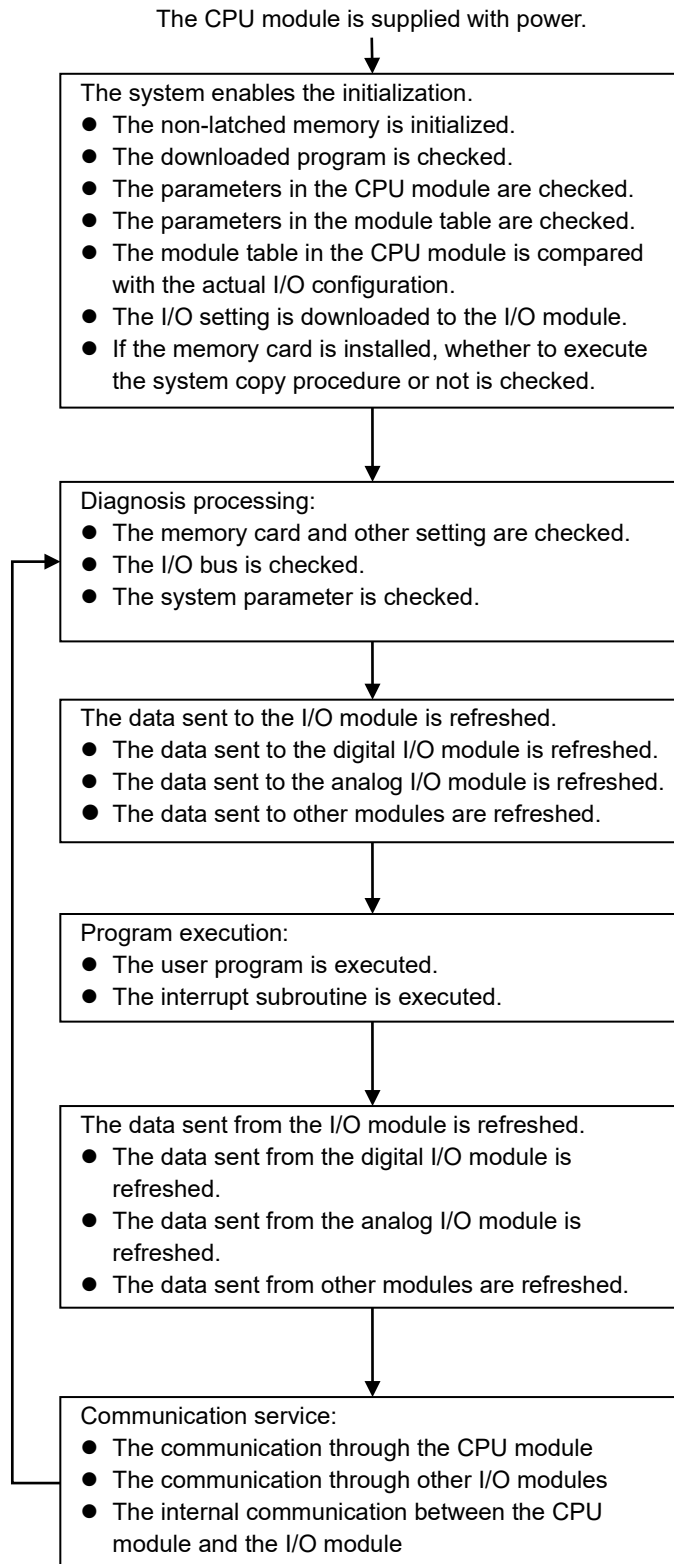 The CPU module is supplied with power.
The system enables the initialization.
● The non-latched memory is initialized.
● The downloaded program is checked.
● The parameters in the CPU module are checked.
● The parameters in the module table are checked.
● The module table in the CPU module is compared
with the actual I/O configuration.
● The I/O setting is downloaded to the I/O module.
● If the memory card is installed, whether to execute
the system copy procedure or not is checked.
Diagnosis processing:
● The memory card and other setting are checked.
● The I/O bus is checked.
● The system parameter is checked.
The data sent to the I/O module is refreshed.
● The data sent to the digital I/O module is refreshed.
● The data sent to the analog I/O module is refreshed.
● The data sent to other modules are refreshed.
Program execution:
● The user program is executed.
● The interrupt subroutine is executed.
The data sent from the I/O module is refreshed.
● The data sent from the digital I/O module is
refreshed.
● The data sent from the analog I/O module is
refreshed.
● The data sent from other modules are refreshed.
Communication service:
● The communication through the CPU module
● The communication through other I/O modules
● The internal communication between the CPU
module and the I/O module